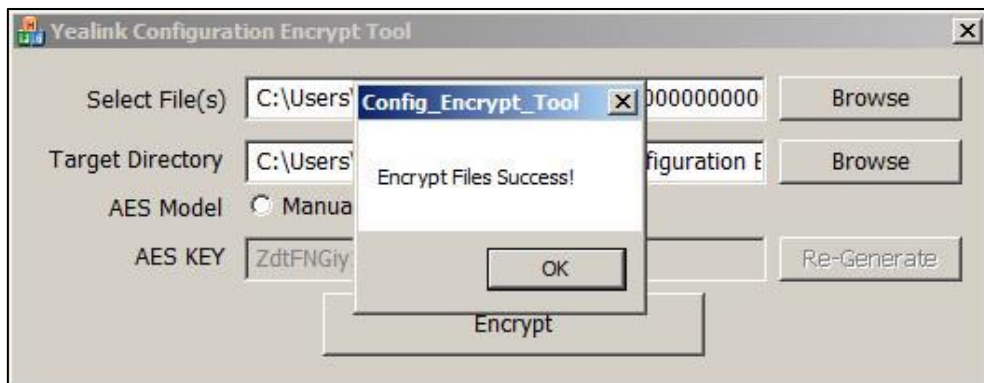 Yealink Configuration Encrypt Tool
Select File(s) C:\Users\ 000000000 Browse
Config_Encrypt_Tool
Target Directory C:\Users\ figuration E Browse
Encrypt Files Success!
AES Model Manua
AES KEY ZdtFNGiy Re-Generate
OK
Encrypt